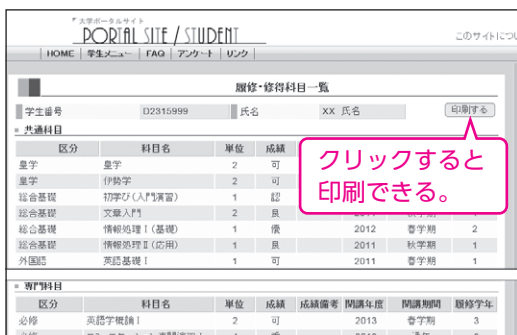 大学ポータルサイト
PORTAL SITE / STUDENT
このサイトにつ
HOME 学生メニュー FAQ アンケート リンク
履修・修得科目一覧
学生番号 D2315999 氏名 XX 氏名 印刷する
共通科目
区分 科目名 単位 成績
皇学 皇学 2 可
皇学 伊勢学 2 可
総合基礎 初学び(入門演習) 1 認
総合基礎 文章入門 2 良
総合基礎 情報処理Ⅰ(基礎) 1 優 2012 春学期 2
総合基礎 情報処理Ⅱ(応用) 1 良 2011 秋学期 1
外国語 英語基礎Ⅰ 1 可 2011 春学期 1
クリックすると
印刷できる。
専門科目
区分 科目名 単位 成績 成績備考 開講年度 開講期間 履修学年
必修 英語学概論Ⅰ 2 可 2013 春学期 3